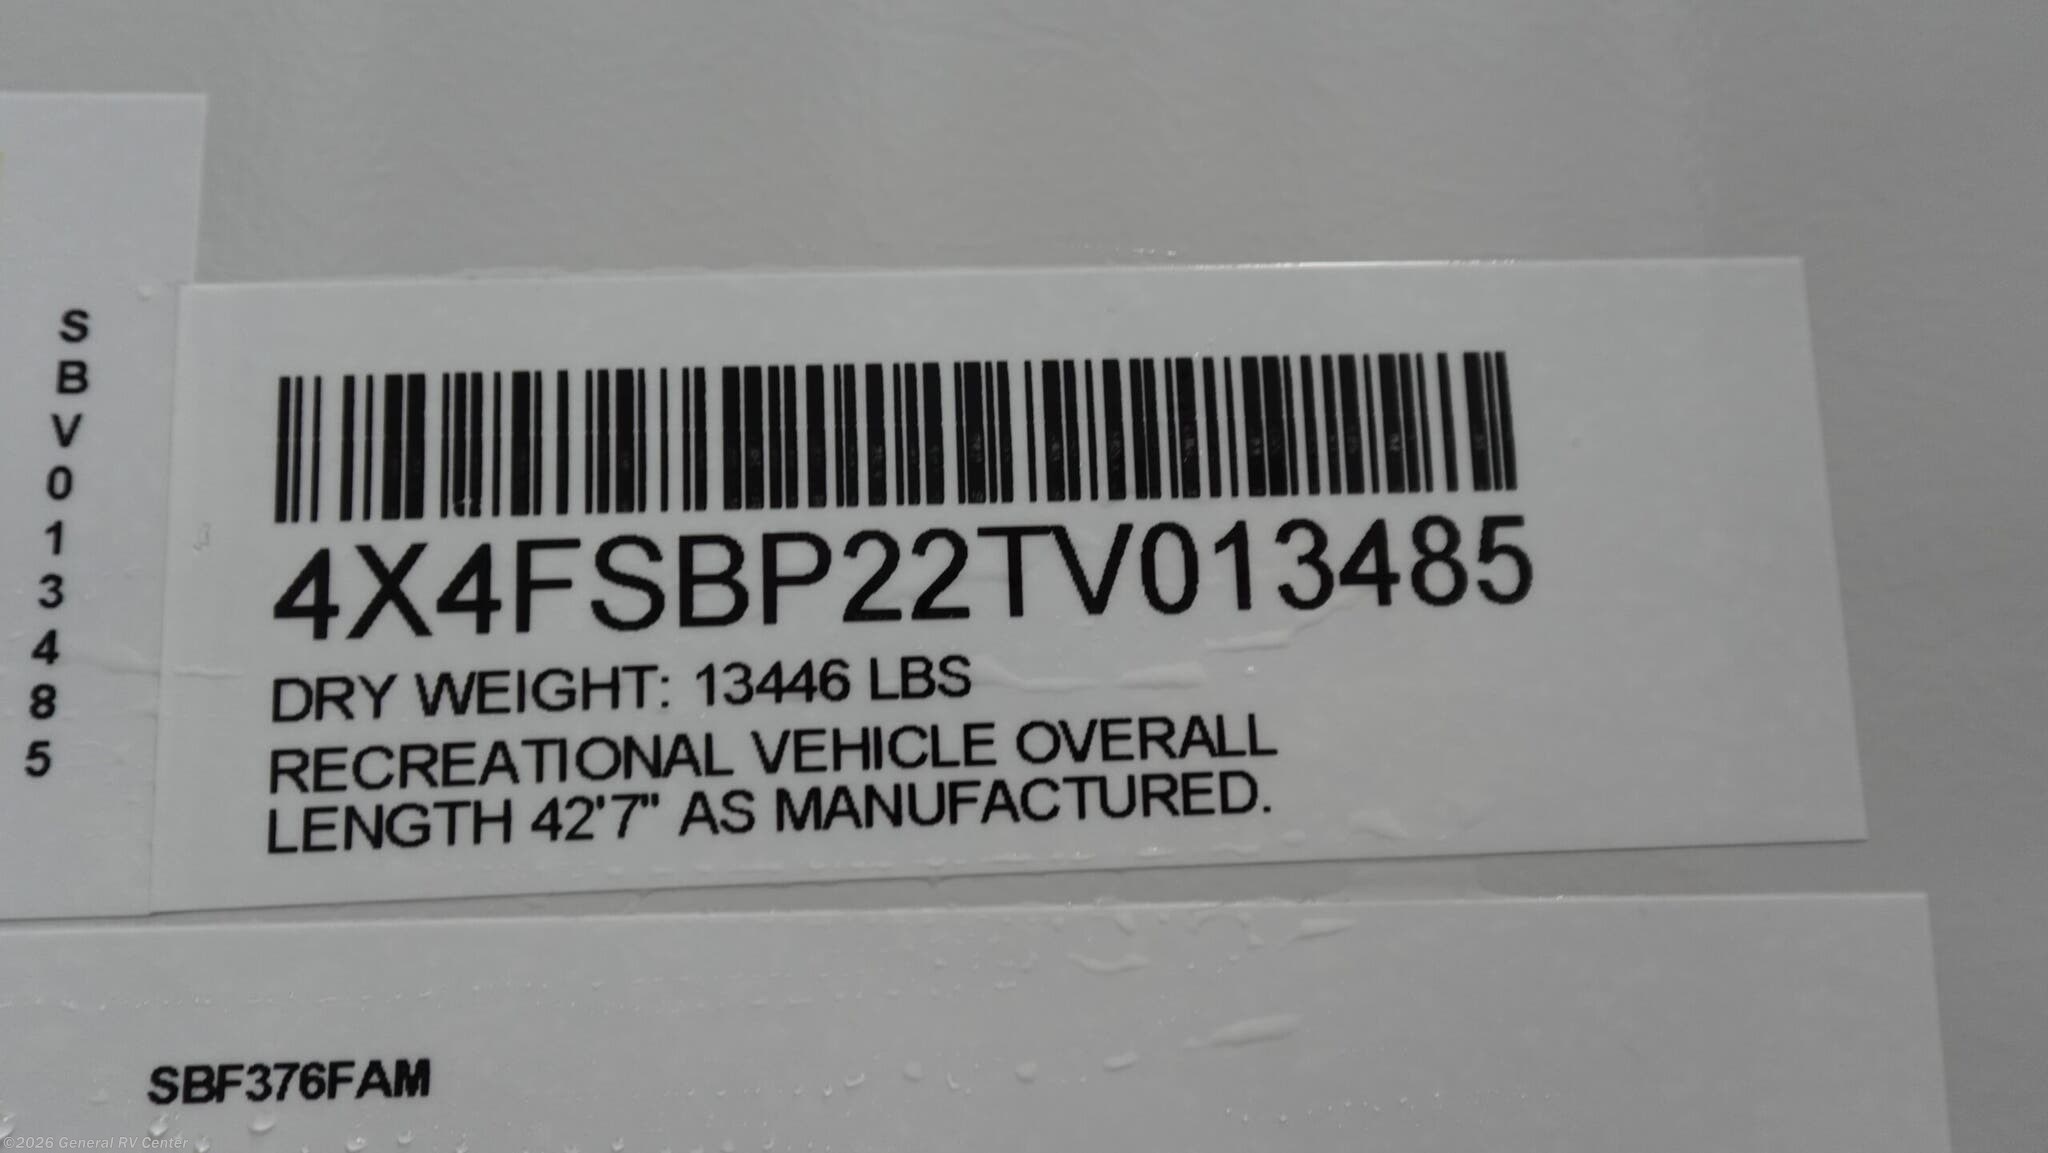 S
B
V
0
1
3
4
8
5
4X4FSBP22TV013485
DRY WEIGHT: 13446 LBS
RECREATIONAL VEHICLE OVERALL
LENGTH 42'7" AS MANUFACTURED.
SBF376FAM
©2026 General RV Center